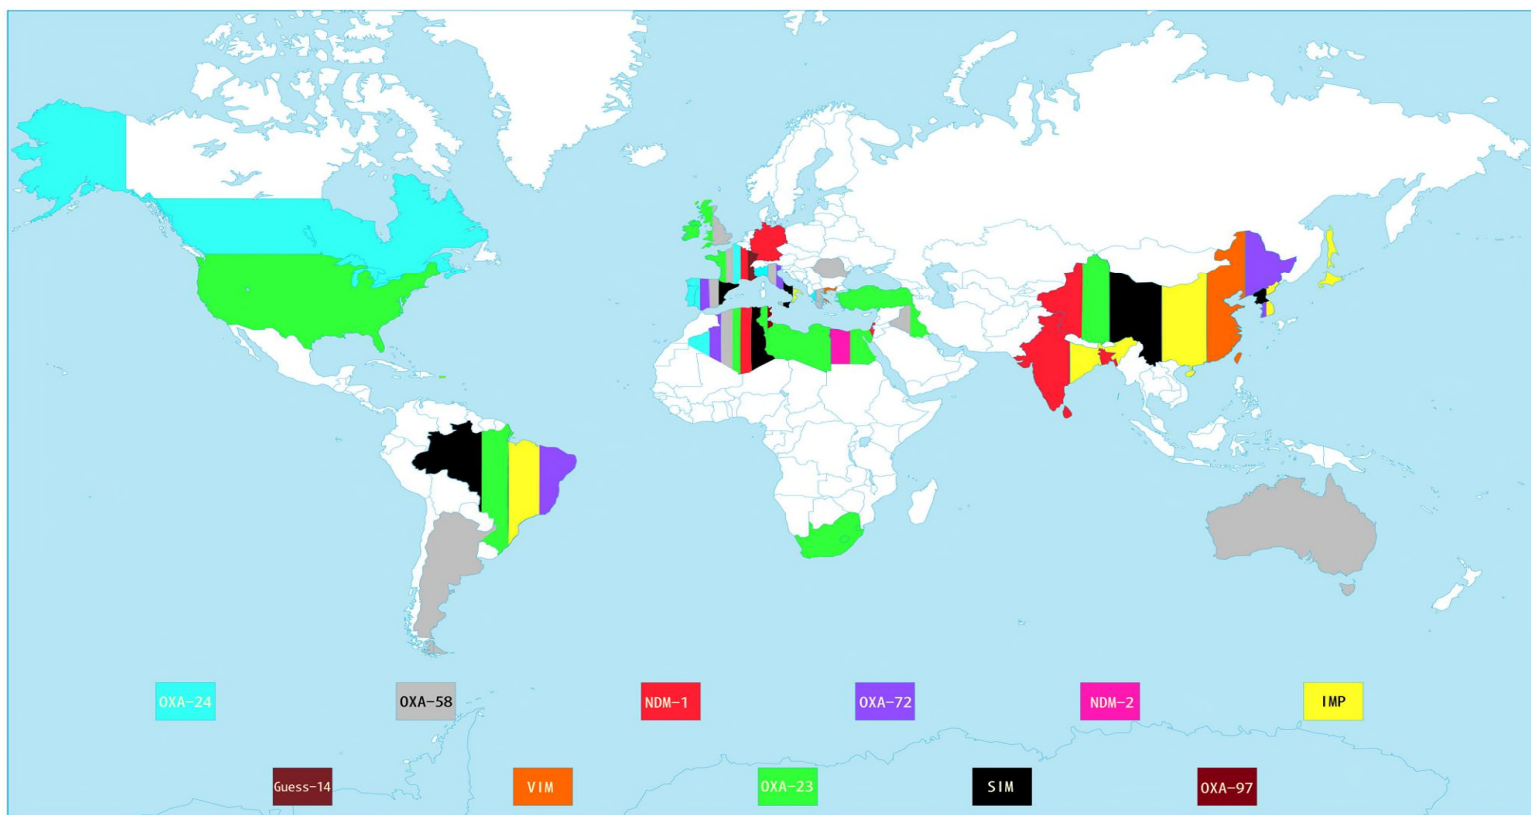 OXA-24
OXA-58
NDM-1
OXA-72
NDM-2
IMP
Guess-14
VIM
OXA-23
SIM
OXA-97